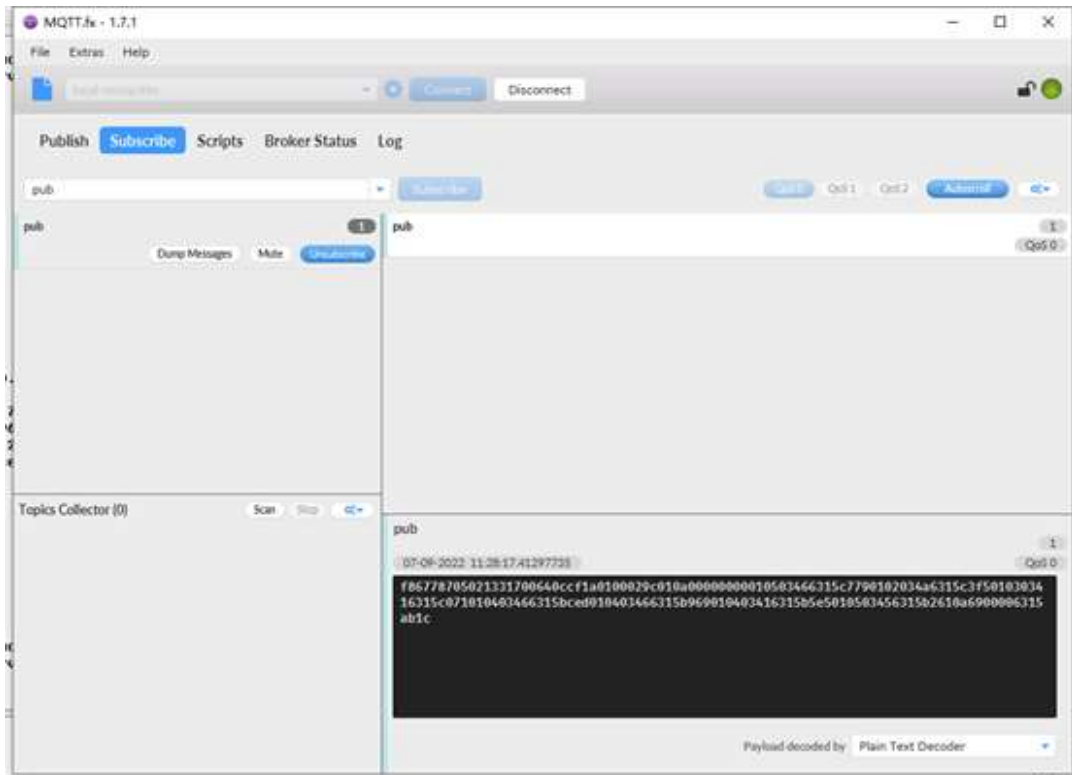 MQTT.fx - 1.7.1
File Extras Help
Connect Disconnect
Publish Subscribe Scripts Broker Status Log
pub Subscribe QoS 0 QoS 1 QoS 2 Autoscroll
pub 1
Dump Messages Mute Unsubscribe
pub 1
QoS 0
Topics Collector (0) Scan Stop
pub
1
07-09-2022 11:28:17.41297735 QoS 0
f86778705021331700640ccf1a0100029c010a00000000010503466315c7790102034a6315c3f50103034
16315c071010403466315bced010403466315b969010403416315b5e5010503456315b2610a6900006315
ab1c
Payload decoded by Plain Text Decoder